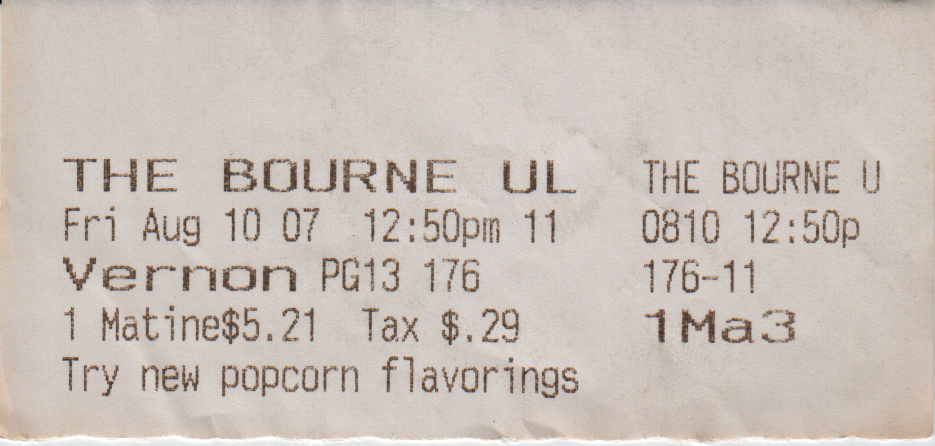 THE BOURNE UL
Fri Aug 10 07 12:50pm 11
Vernon PG13 176
1 Matine$5.21 Tax $.29
Try new popcorn flavorings
THE BOURNE U
0810 12:50p
176-11
1Ma3